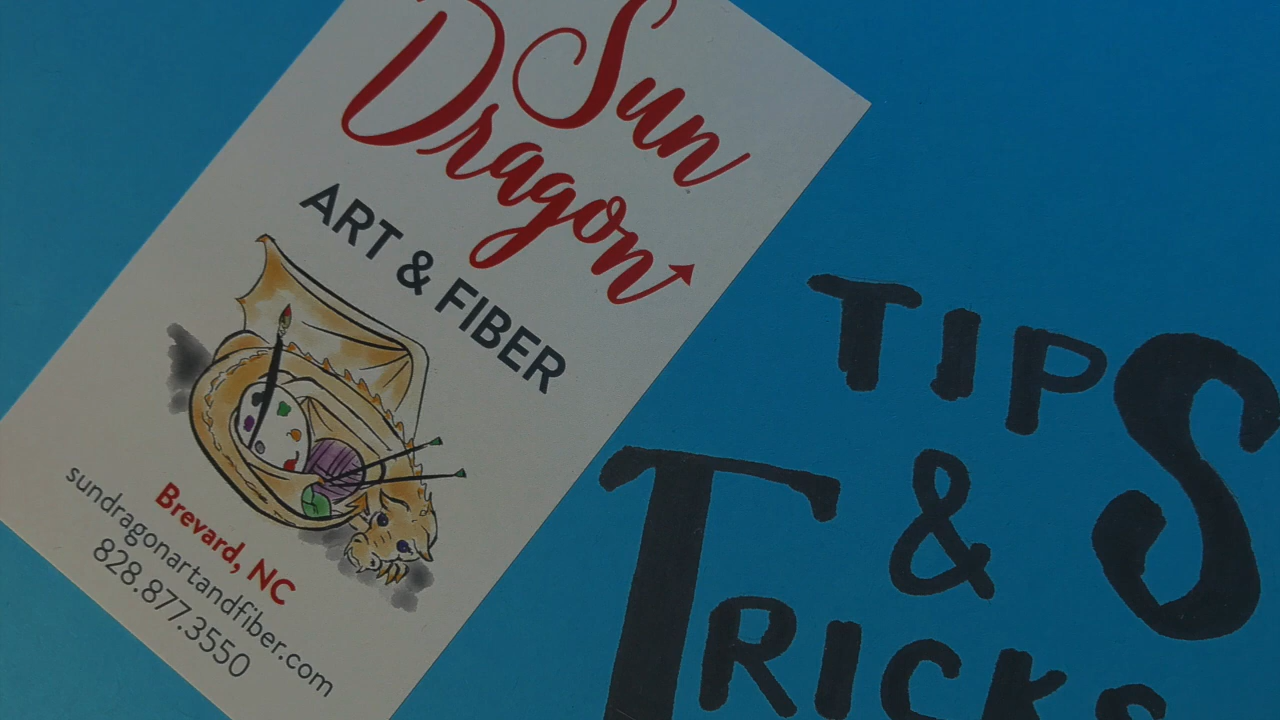 Sun
Dragon
ART & FIBER
Brevard, NC
sundragonartandfiber.com
828.877.3550
TIPS
&
TRICKS